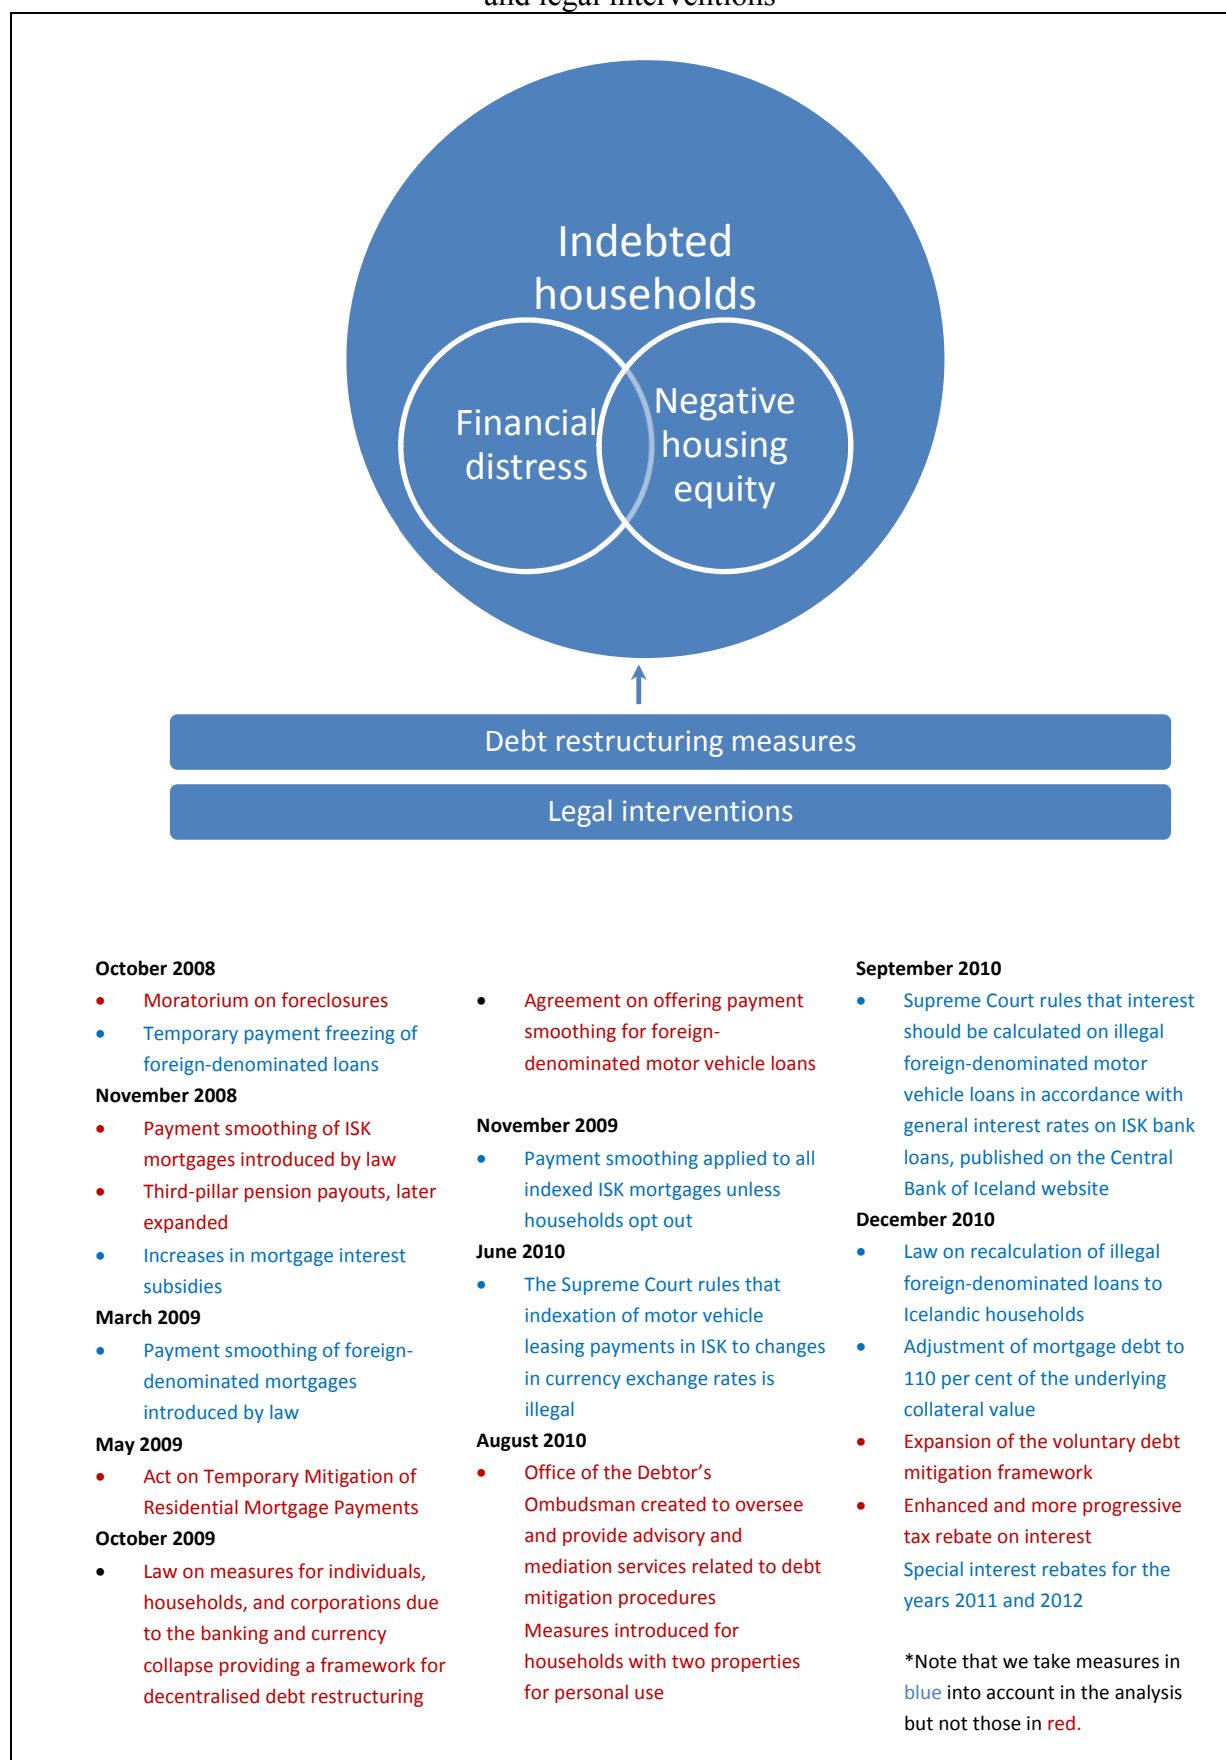 and legal interventions
Indebted
households
Financial
distress
Negative
housing
equity
Debt restructuring measures
Legal interventions
October 2008
• Moratorium on foreclosures
• Temporary payment freezing of
foreign-denominated loans
November 2008
• Payment smoothing of ISK
mortgages introduced by law
• Third-pillar pension payouts, later
expanded
• Increases in mortgage interest
subsidies
March 2009
• Payment smoothing of foreign-
denominated mortgages
introduced by law
May 2009
• Act on Temporary Mitigation of
Residential Mortgage Payments
October 2009
• Law on measures for individuals,
households, and corporations due
to the banking and currency
collapse providing a framework for
decentralised debt restructuring
• Agreement on offering payment
smoothing for foreign-
denominated motor vehicle loans
November 2009
• Payment smoothing applied to all
indexed ISK mortgages unless
households opt out
June 2010
• The Supreme Court rules that
indexation of motor vehicle
leasing payments in ISK to changes
in currency exchange rates is
illegal
August 2010
• Office of the Debtor’s
Ombudsman created to oversee
and provide advisory and
mediation services related to debt
mitigation procedures
Measures introduced for
households with two properties
for personal use
September 2010
• Supreme Court rules that interest
should be calculated on illegal
foreign-denominated motor
vehicle loans in accordance with
general interest rates on ISK bank
loans, published on the Central
Bank of Iceland website
December 2010
• Law on recalculation of illegal
foreign-denominated loans to
Icelandic households
• Adjustment of mortgage debt to
110 per cent of the underlying
collateral value
• Expansion of the voluntary debt
mitigation framework
• Enhanced and more progressive
tax rebate on interest
Special interest rebates for the
years 2011 and 2012
*Note that we take measures in
blue into account in the analysis
but not those in red.